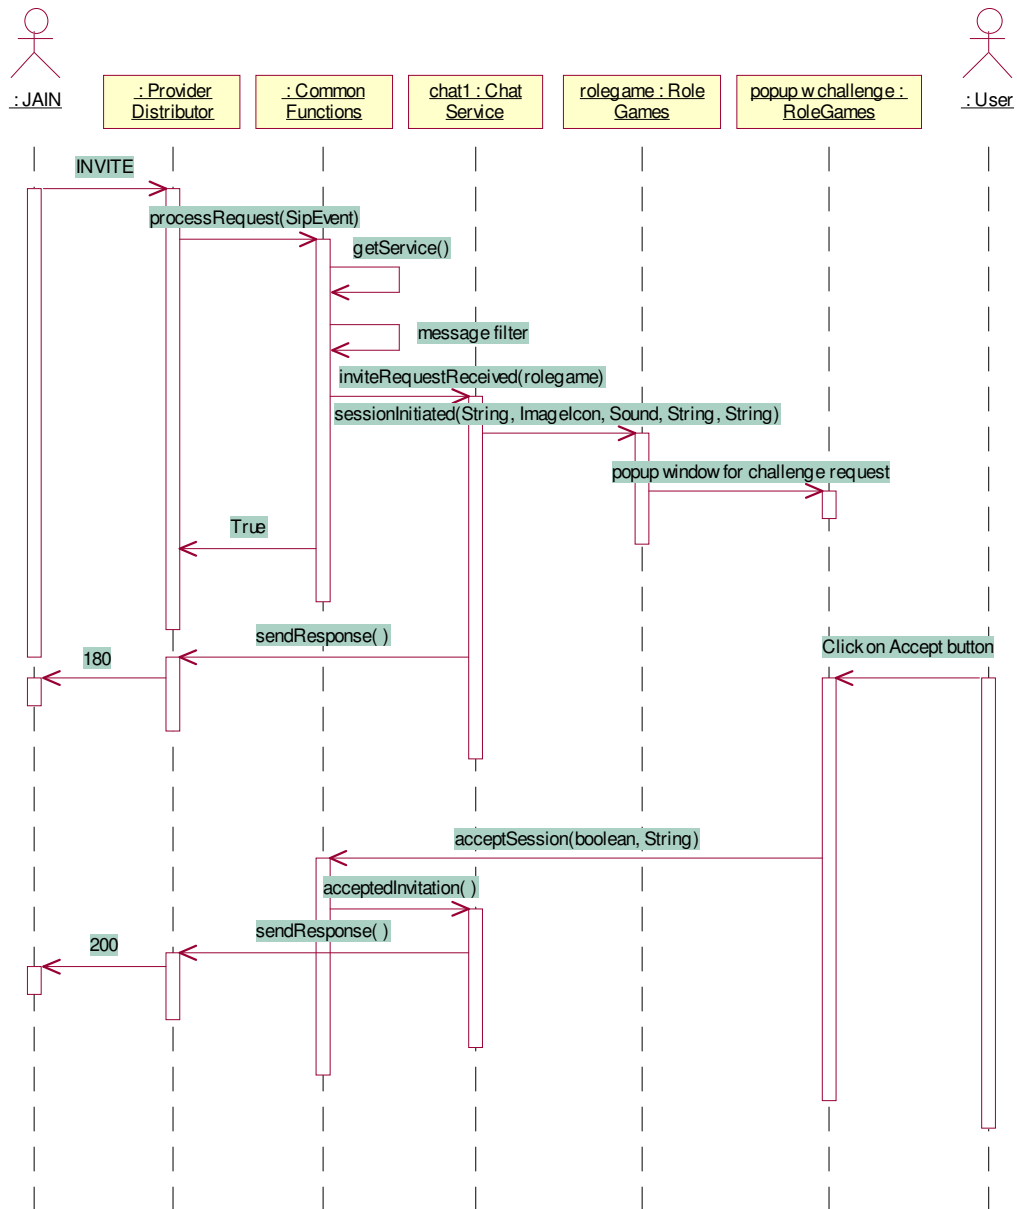 : JAIN
: Provider
Distributor
: Common
Functions
chat1 : Chat
Service
rolegame : Role
Games
popup w challenge :
RoleGames
: User
INVITE
processRequest(SipEvent)
getService()
message filter
inviteRequestReceived(rolegame)
sessionInitiated(String, ImageIcon, Sound, String, String)
popup window for challenge request
True
sendResponse( )
180
Click on Accept button
acceptSession(boolean, String)
acceptedInvitation( )
sendResponse( )
200